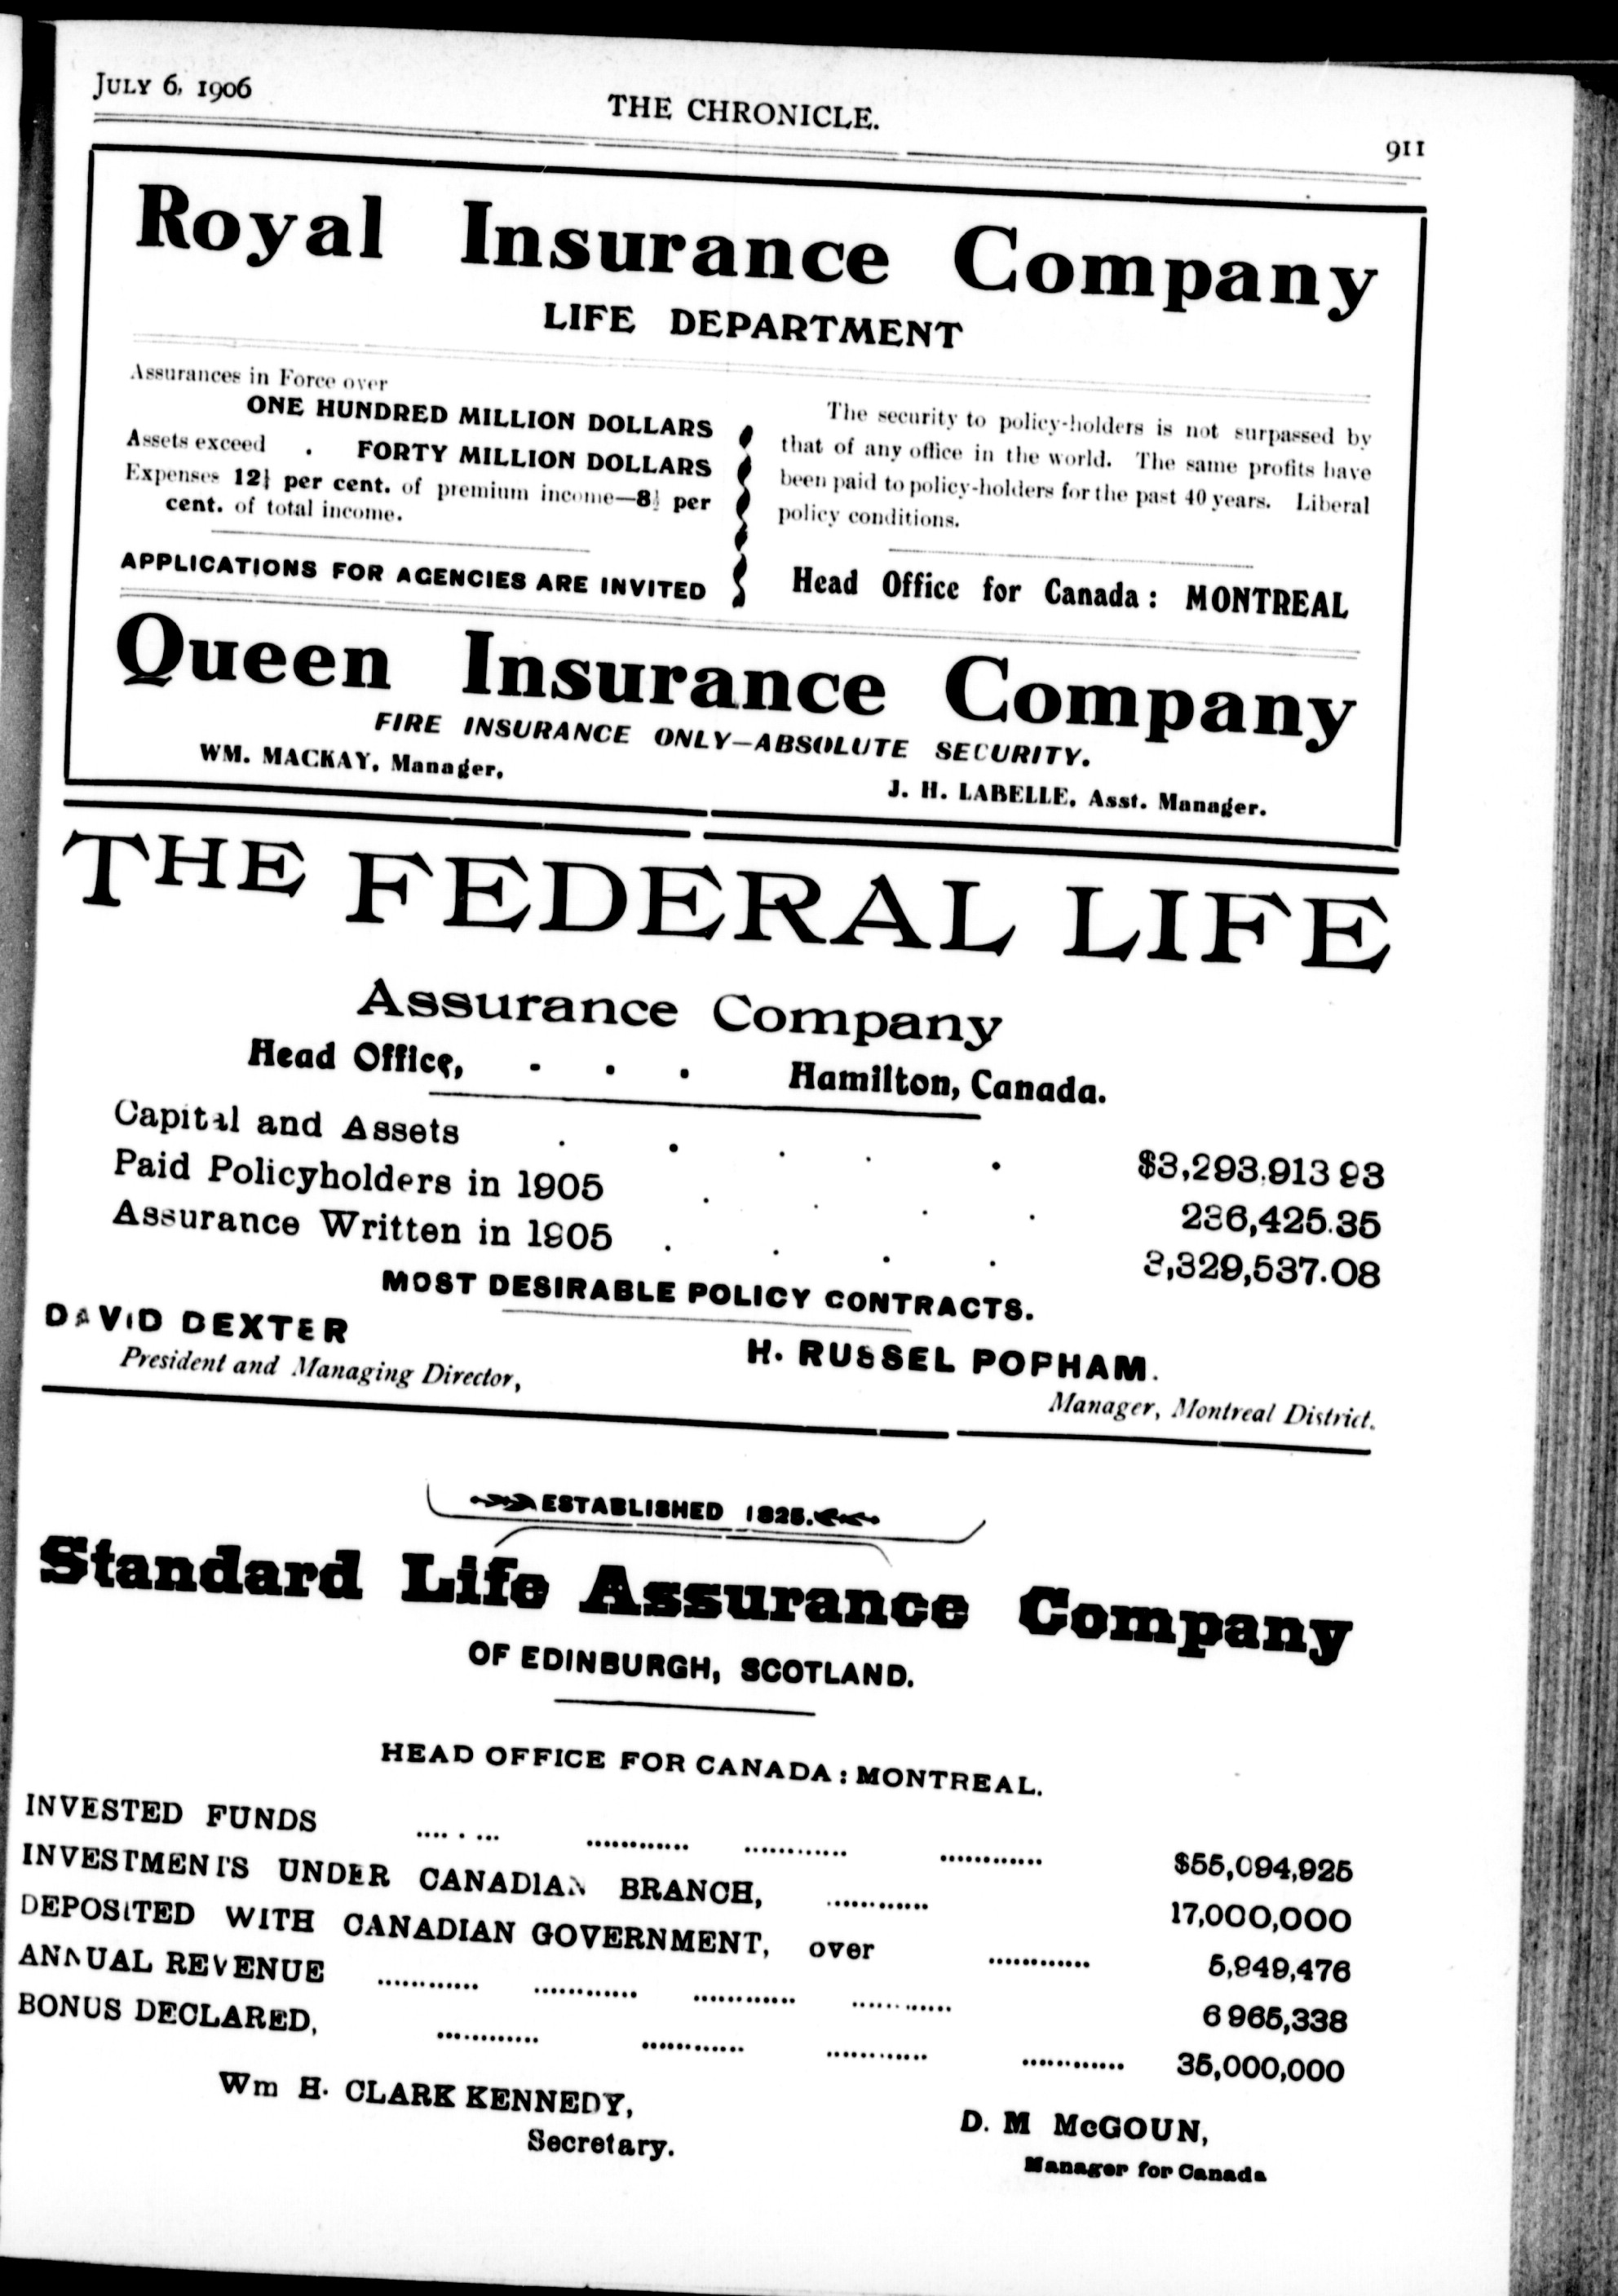 JULY 6, 1906
THE CHRONICLE.
911
Royal Insurance Company
LIFE DEPARTMENT
Assurances in Force over
ONE HUNDRED MILLION DOLLARS
Assets exceed . FORTY MILLION DOLLARS
Expenses per cent. of premium income— per
cent. of total income.
APPLICATIONS FOR AGENCIES ARE INVITED
The security to policy-holders is not surpassed by
that of any office in the world. The same profits have
been paid to policy-holders for the past 40 years. Liberal
policy conditions.
Head Office for Canada: MONTREAL
Queen Insurance Company
FIRE INSURANCE ONLY—ABSOLUTE SECURITY.
WM. MACKAY, Manager,
J. H. LABELLE, Asst. Manager.
THE FEDERAL LIFE
Assurance Company
Head Office, - . . Hamilton, Canada.
Capital and Assets . . . . . $3,293,913 93
Paid Policyholders in 1905 . . . . 236,425.35
Assurance Written in 1905 . . . . 3,329,537.08
MOST DESIRABLE POLICY CONTRACTS.
DAVID DEXTER
President and Managing Director,
H. RUSSEL POPHAM.
Manager, Montreal District.
ESTABLISHED 1825.
Standard Life Assurance Company
OF EDINBURGH, SCOTLAND.
HEAD OFFICE FOR CANADA: MONTREAL.
INVESTED FUNDS ....... ............ ............ ............ $55,094,925
INVESTMENTS UNDER CANADIAN BRANCH, ............ 17,000,000
DEPOSITED WITH CANADIAN GOVERNMENT, over ............ 5,949,476
ANNUAL REVENUE ............ ............ ............ ............ 6 965,338
BONUS DECLARED, ............ ............ ............ ............ 35,000,000
Wm H. CLARK KENNEDY,
Secretary.
D. M McGOUN,
Manager for Canada